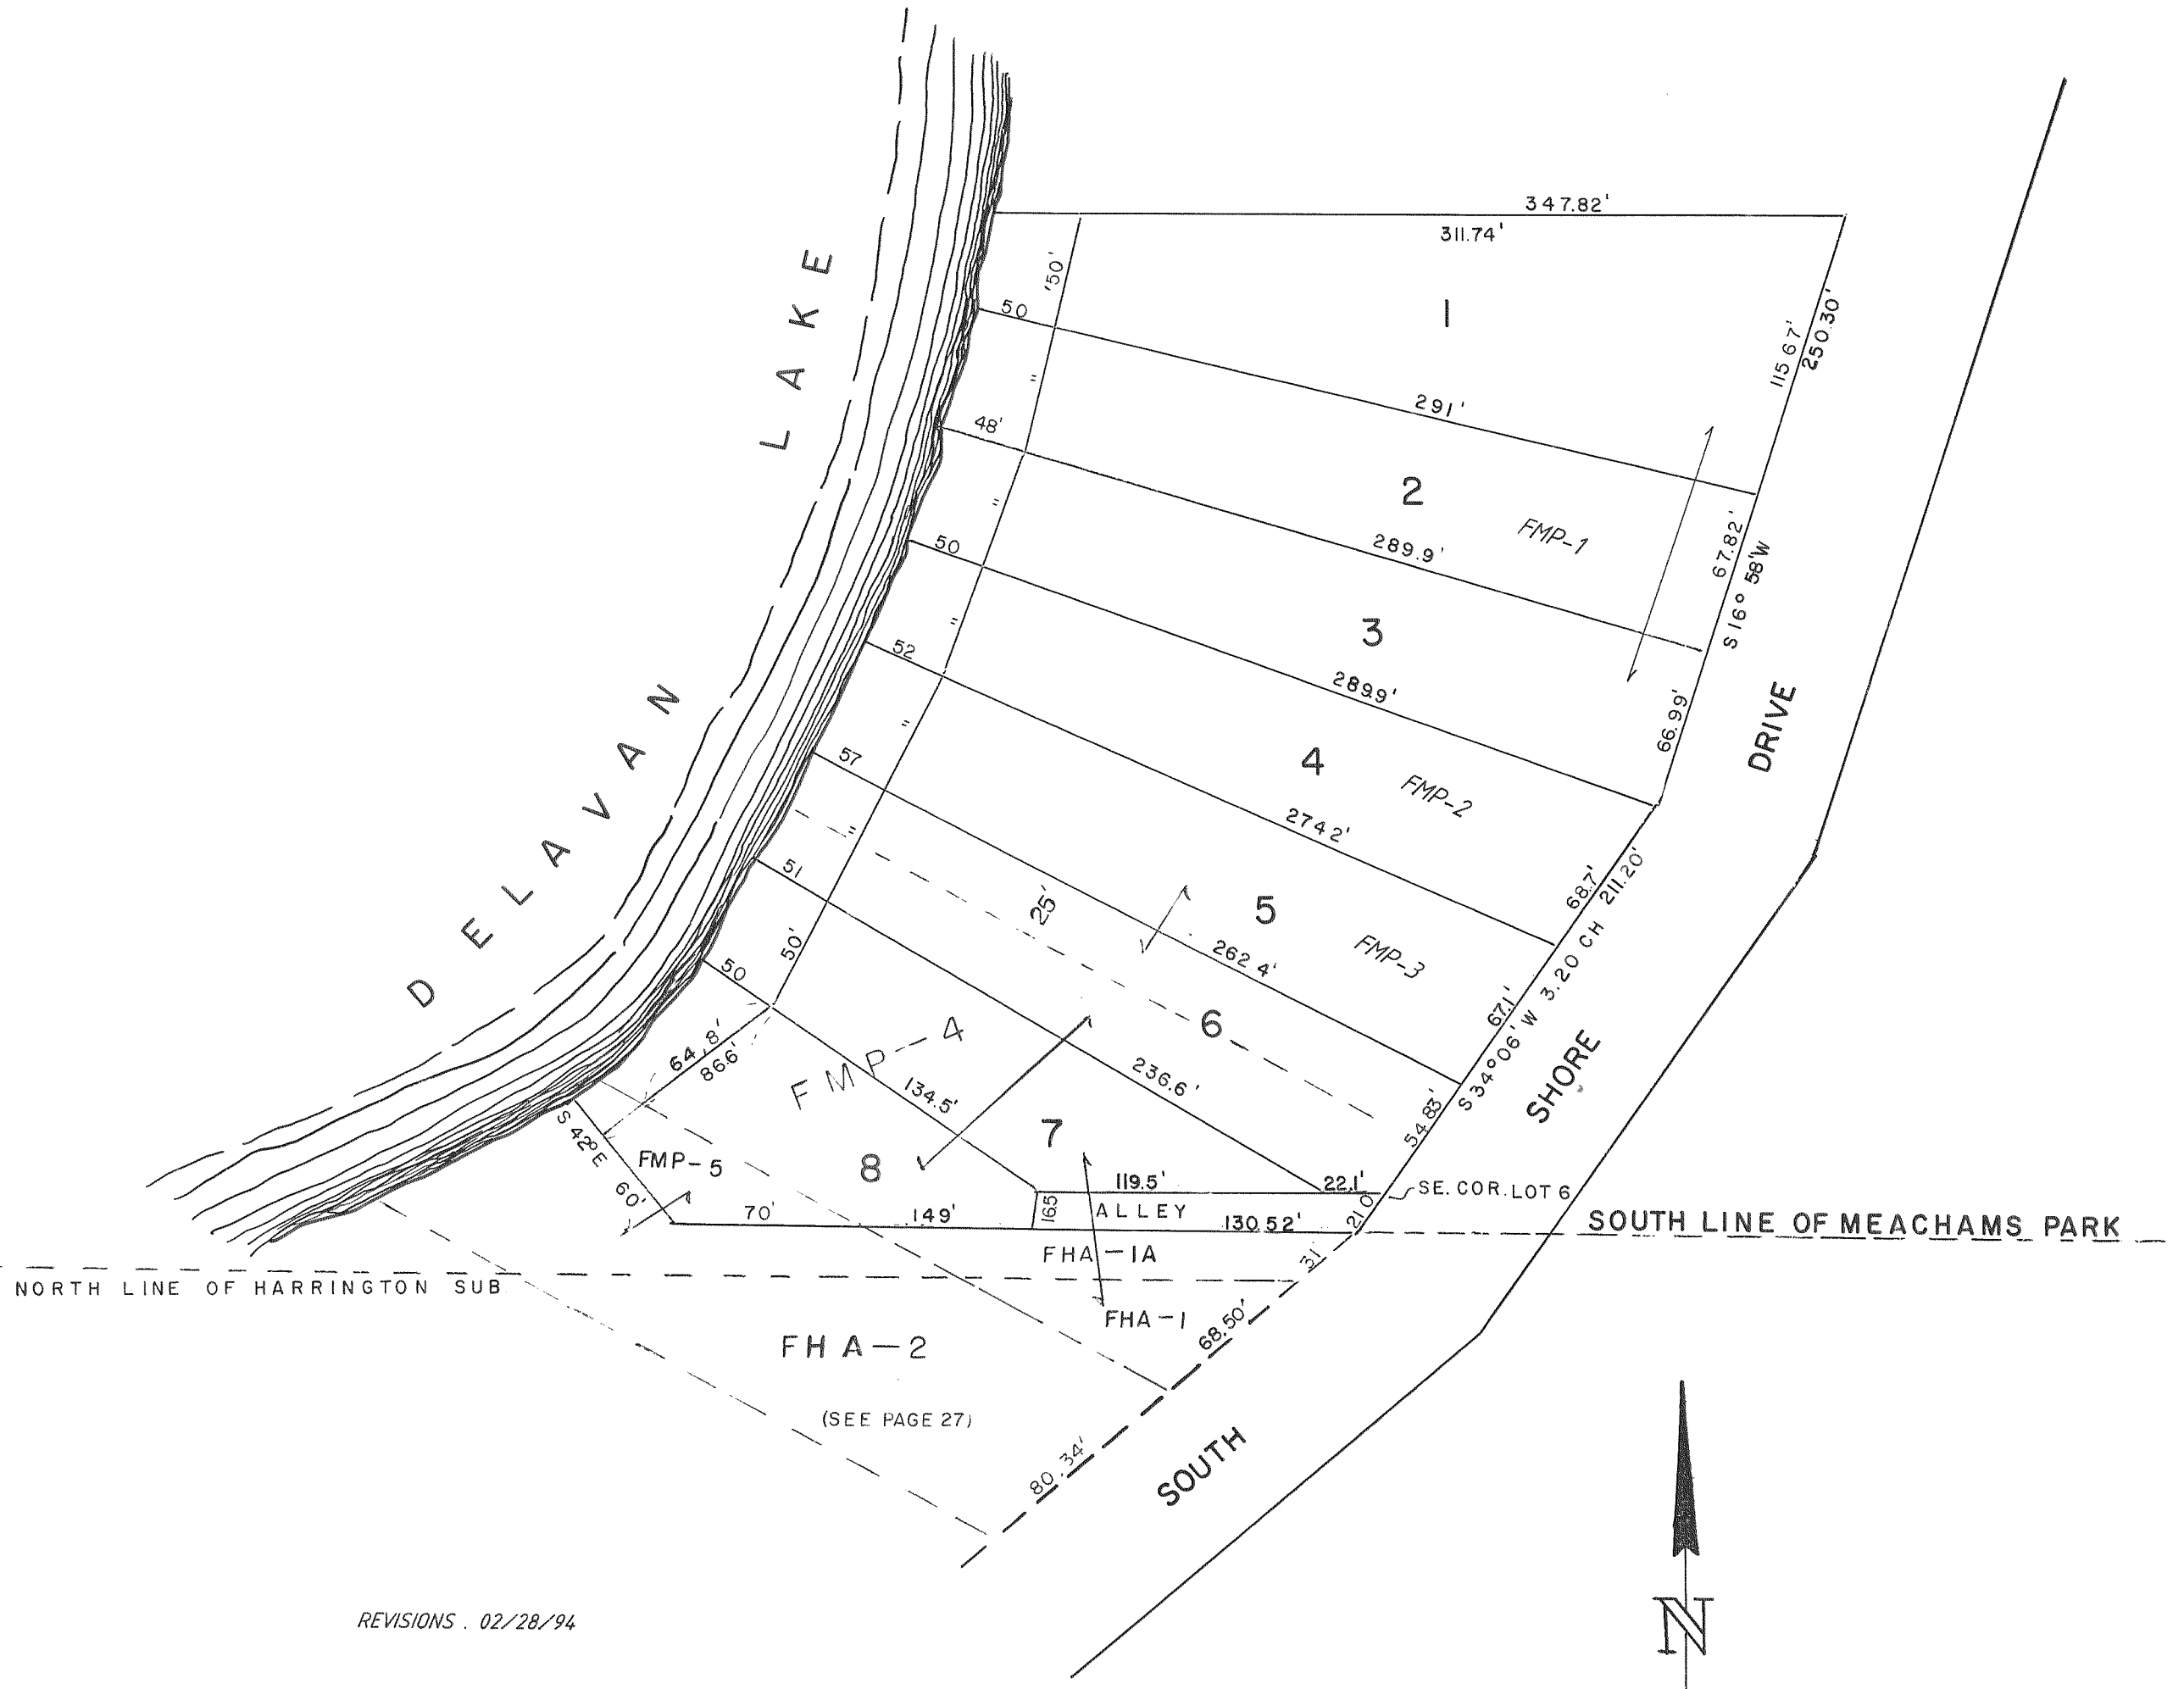 347.82'
311.74'
LAKE
'50'
50
1
115 67'
250.30'
291'
"
48'
2
FMP-1
67.82'
S 16° 58'W
289.9'
"
50
3
289.9'
66.99'
DRIVE
"
52
DELAVAN
"
57
4
FMP-2
274 2'
68.7'
211.20'
"
51
25'
5
FMP-3
262 4'
67.1'
S 34°06' W 3.20 CH
50'
50
64.8'
86.6'
FMP-4
6
236.6'
54.83'
SHORE
134.5'
7
S 42° E
60'
FMP-5
8
119.5'
22.1'
SE. COR. LOT 6
70'
149'
16.5
ALLEY
130.52'
21.0
SOUTH LINE OF MEACHAMS PARK
FHA-1A
31'
NORTH LINE OF HARRINGTON SUB.
FHA-1
68.50'
FHA-2
(SEE PAGE 27)
80.34'
SOUTH
REVISIONS . 02/28/94
N